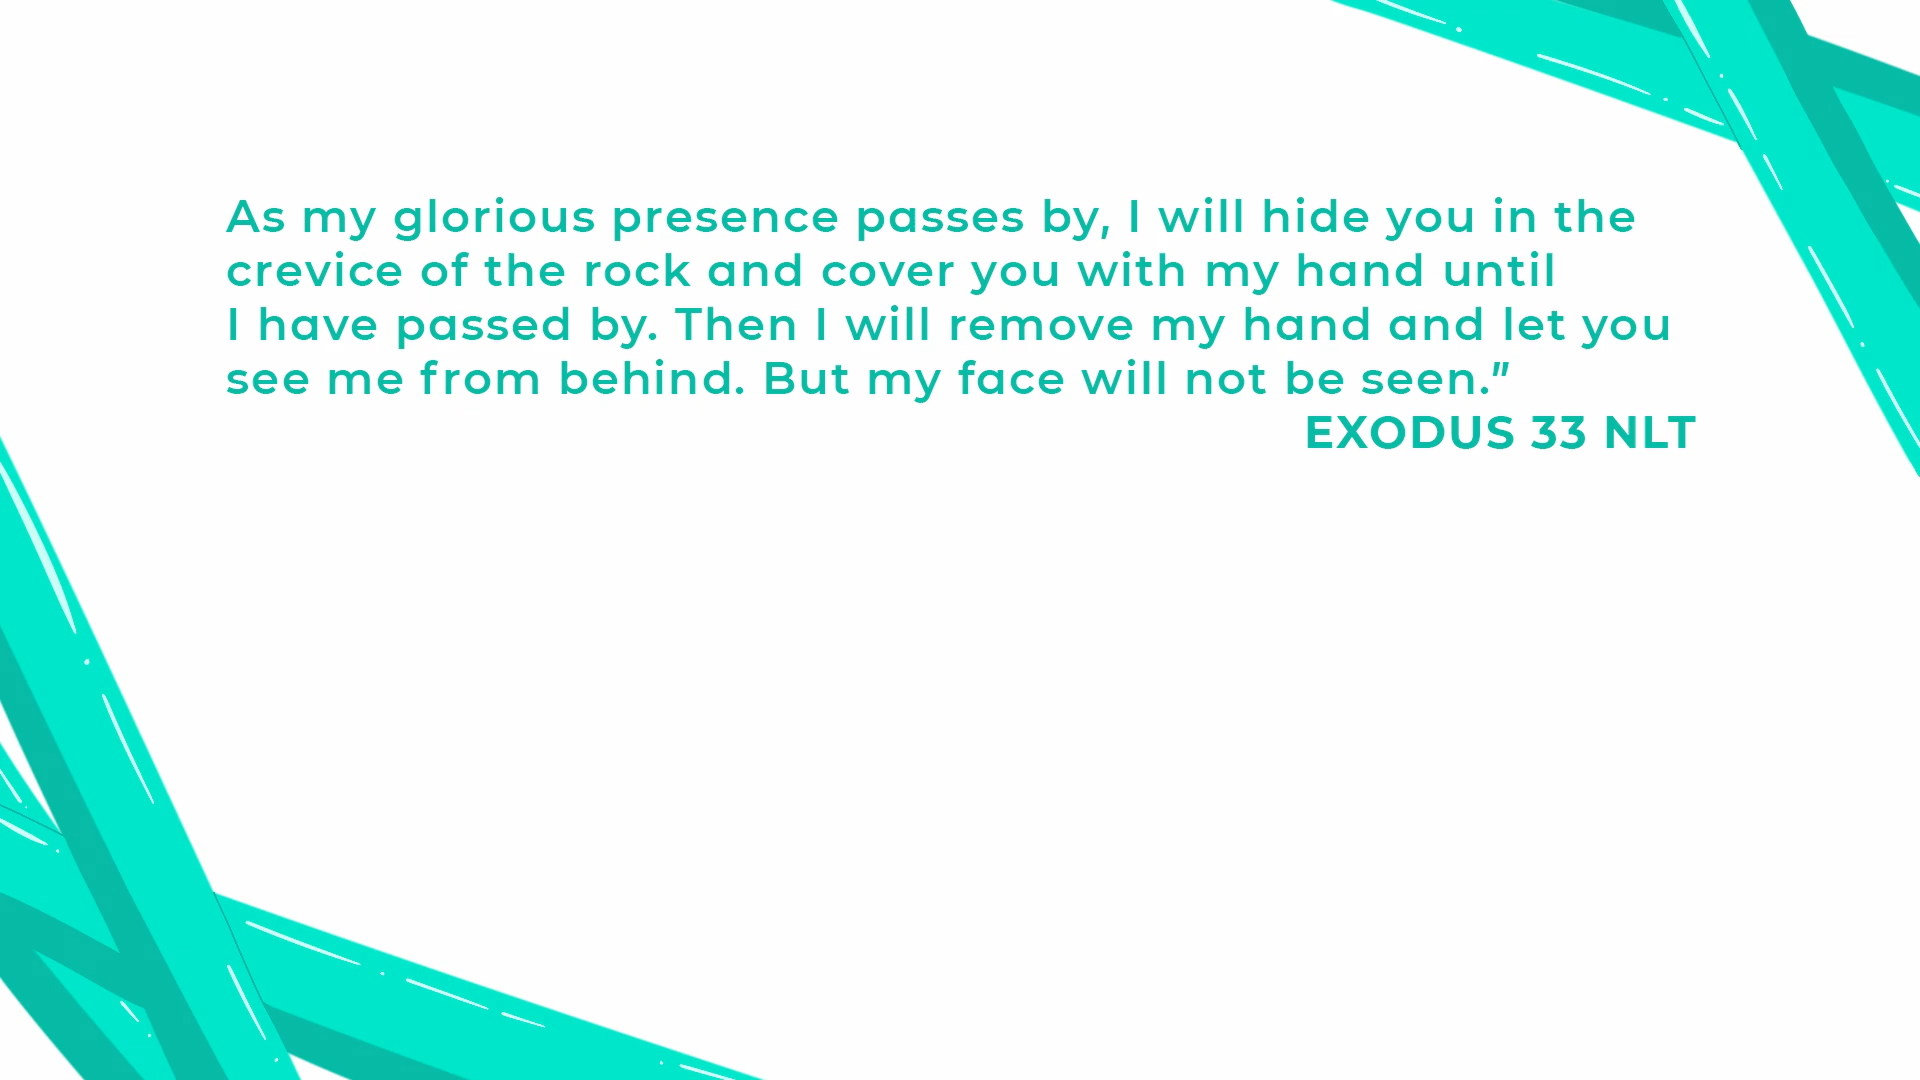 As my glorious presence passes by, I will hide you in the
crevice of the rock and cover you with my hand until
I have passed by. Then I will remove my hand and let you
see me from behind. But my face will not be seen.”
EXODUS 33 NLT